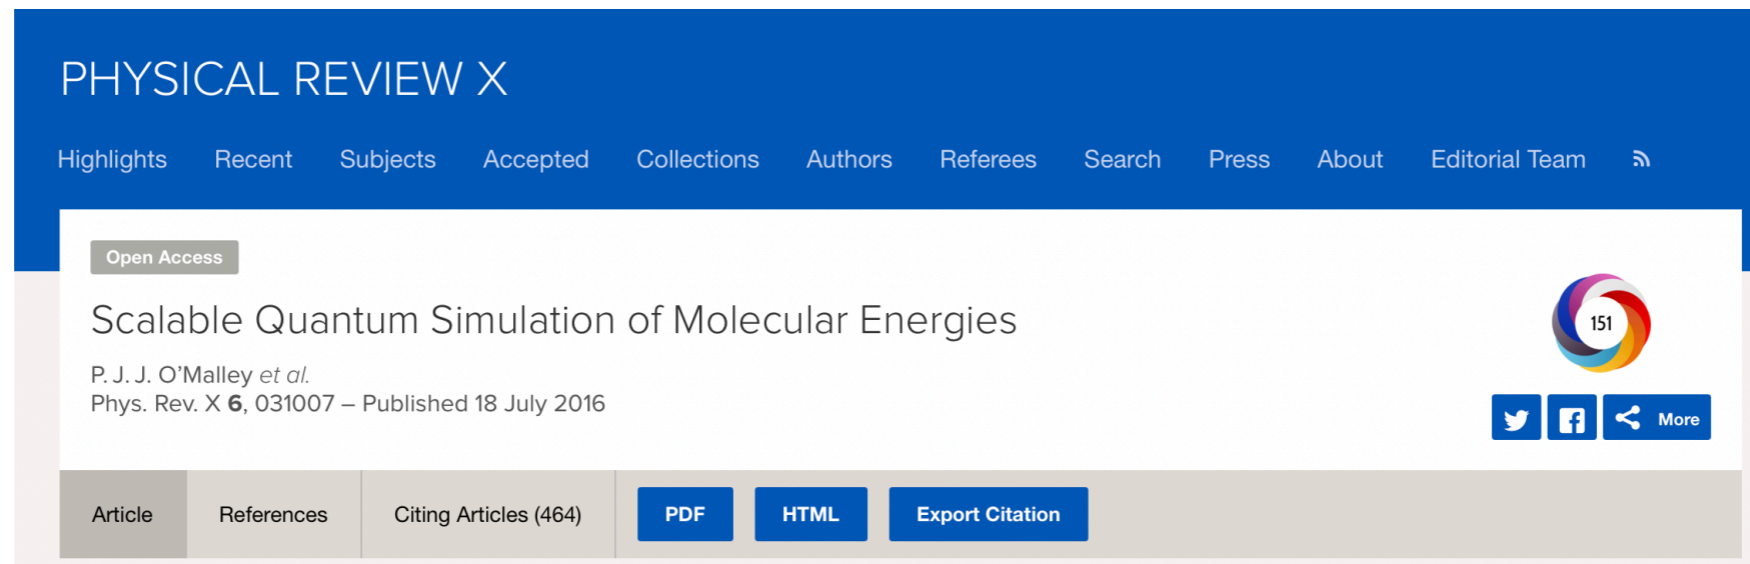 PHYSICAL REVIEW X
Highlights Recent Subjects Accepted Collections Authors Referees Search Press About Editorial Team
Open Access
Scalable Quantum Simulation of Molecular Energies
151
P. J. J. O’Malley et al.
Phys. Rev. X 6, 031007 – Published 18 July 2016
More
Article References Citing Articles (464) PDF HTML Export Citation